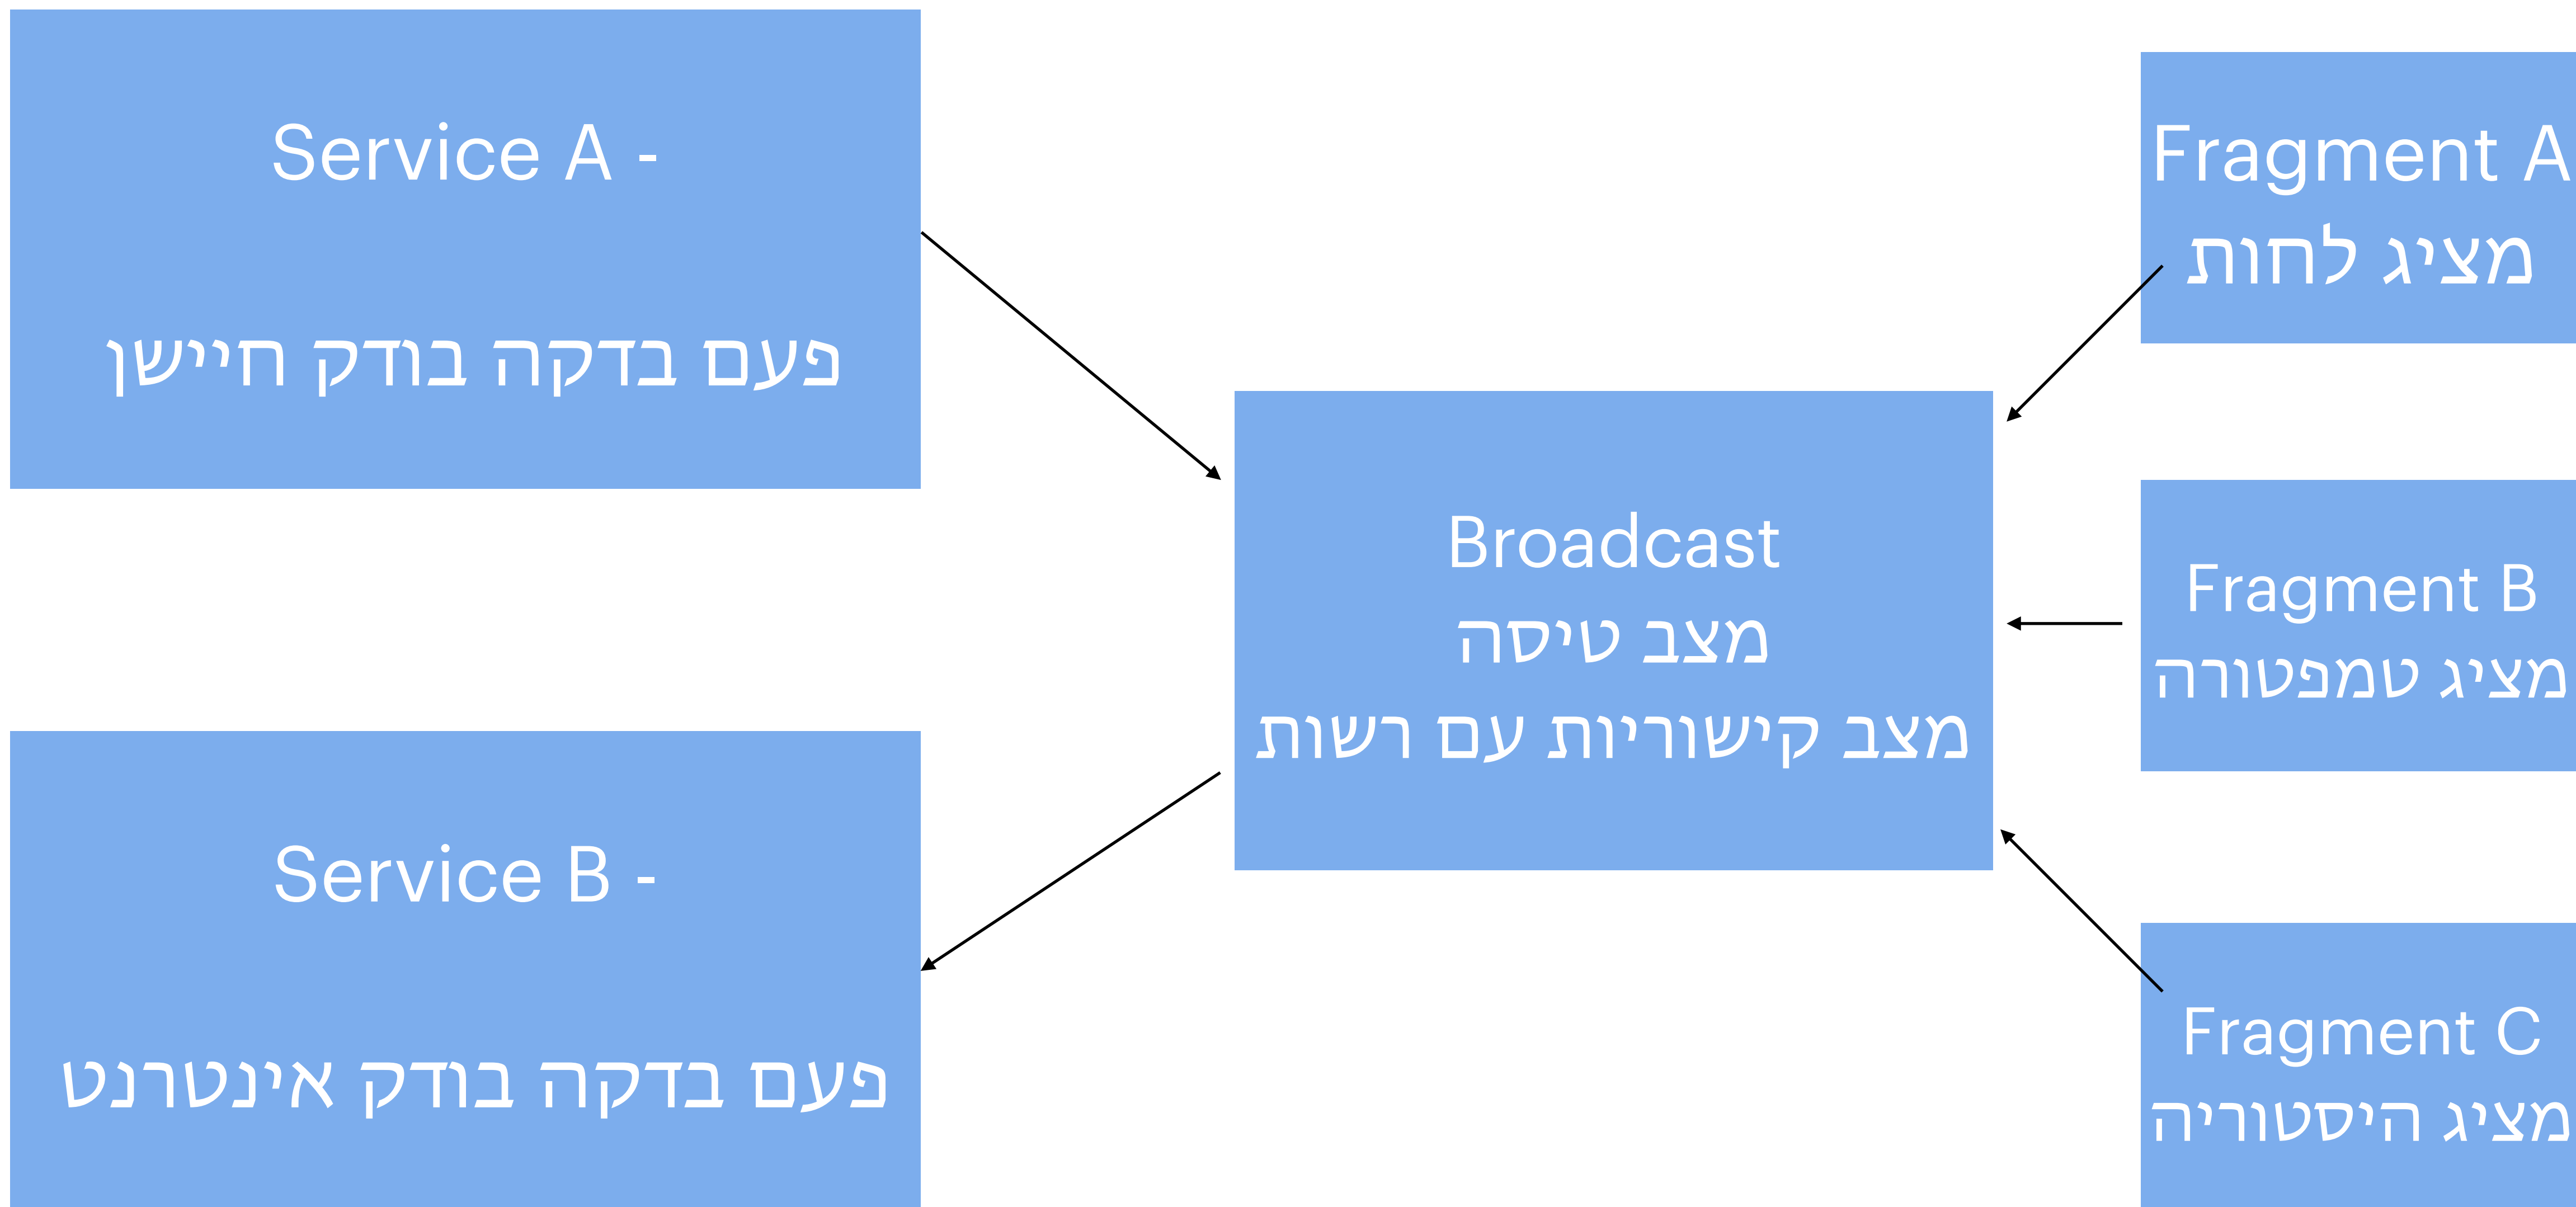 Service A -
פעם בדקה בודק חיישן
Service B -
פעם בדקה בודק אינטרנט
Broadcast
מצב טיסה
מצב קישוריות עם רשות
Fragment A
מציג לחות
Fragment B
מציג טמפטורה
Fragment C
מציג היסטוריה